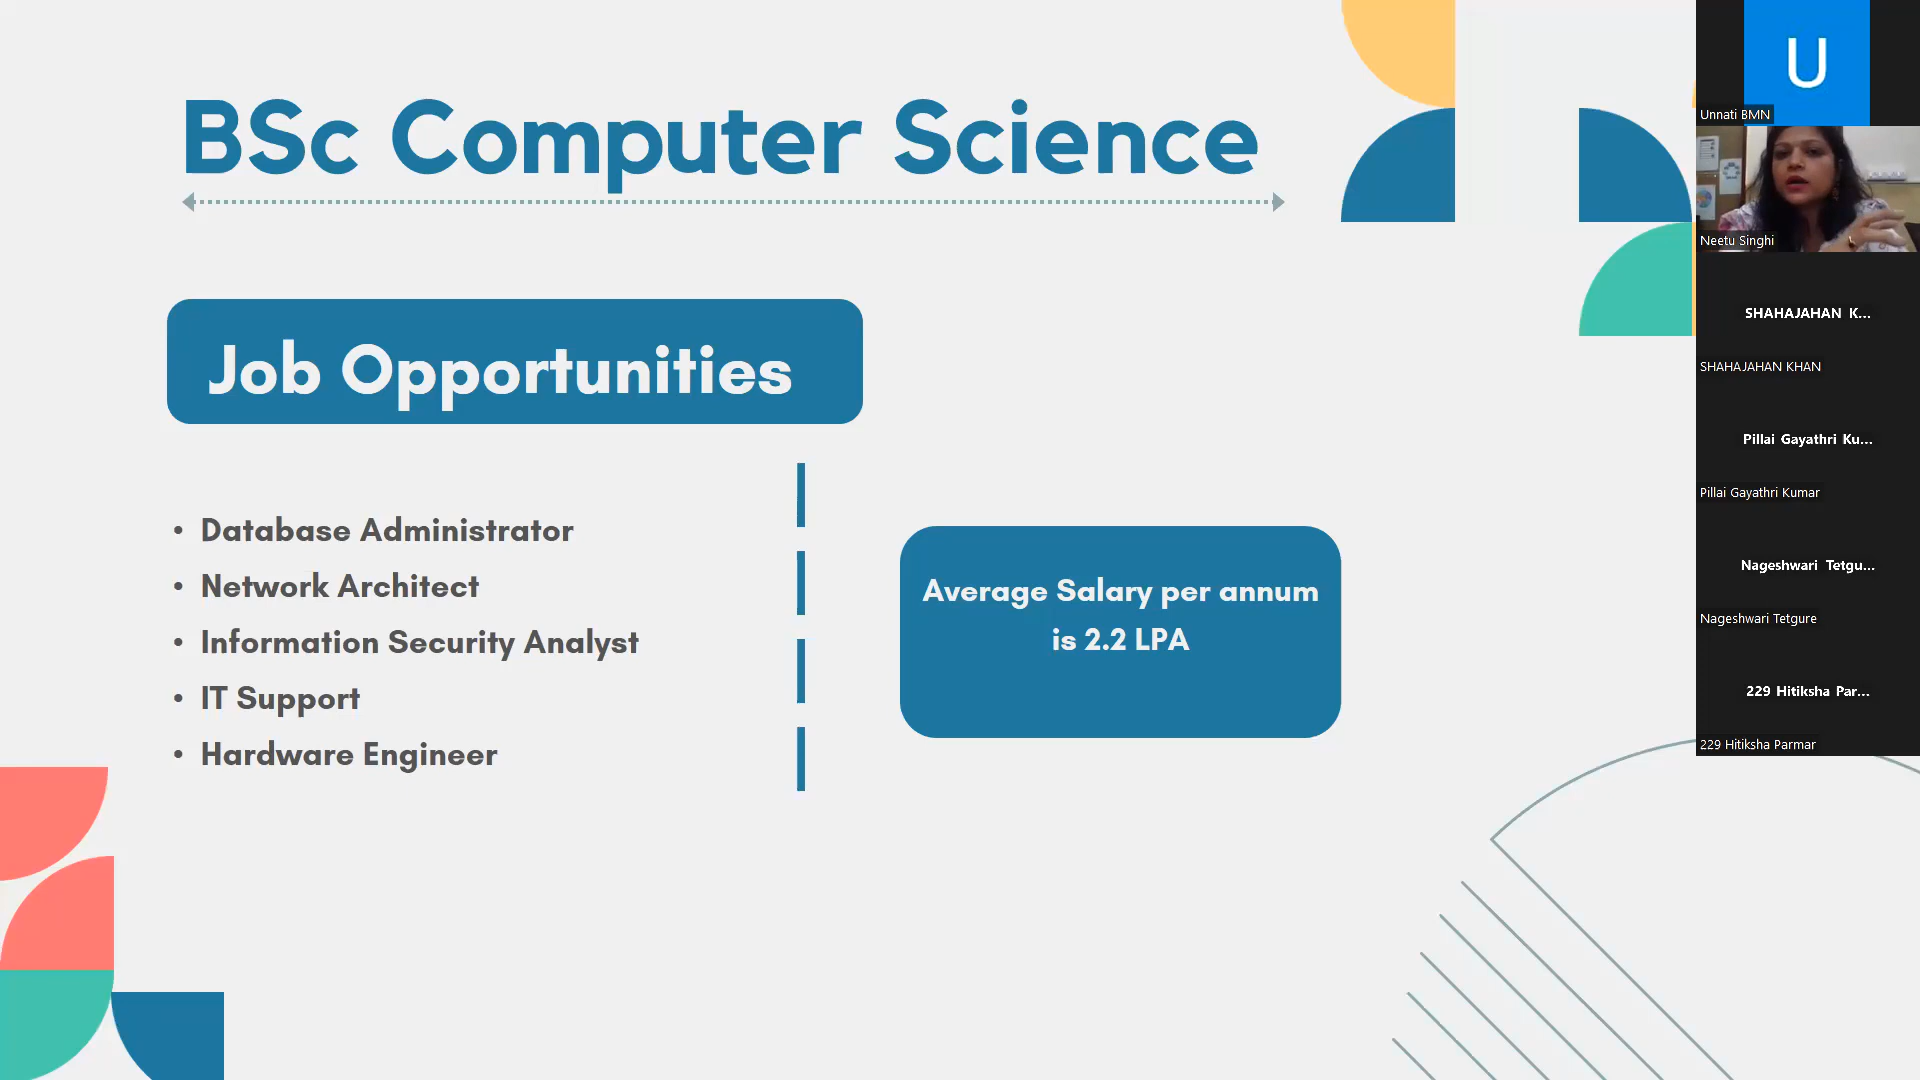 BSc Computer Science
Job Opportunities
• Database Administrator
• Network Architect
• Information Security Analyst
• IT Support
• Hardware Engineer
Average Salary per annum
is 2.2 LPA
U
Unnati BMN
Neetu Singhi
SHAHAJAHAN K...
SHAHAJAHAN KHAN
Pillai Gayathri Ku...
Pillai Gayathri Kumar
Nageshwari Tetgu...
Nageshwari Tetgure
229 Hitiksha Par...
229 Hitiksha Parmar